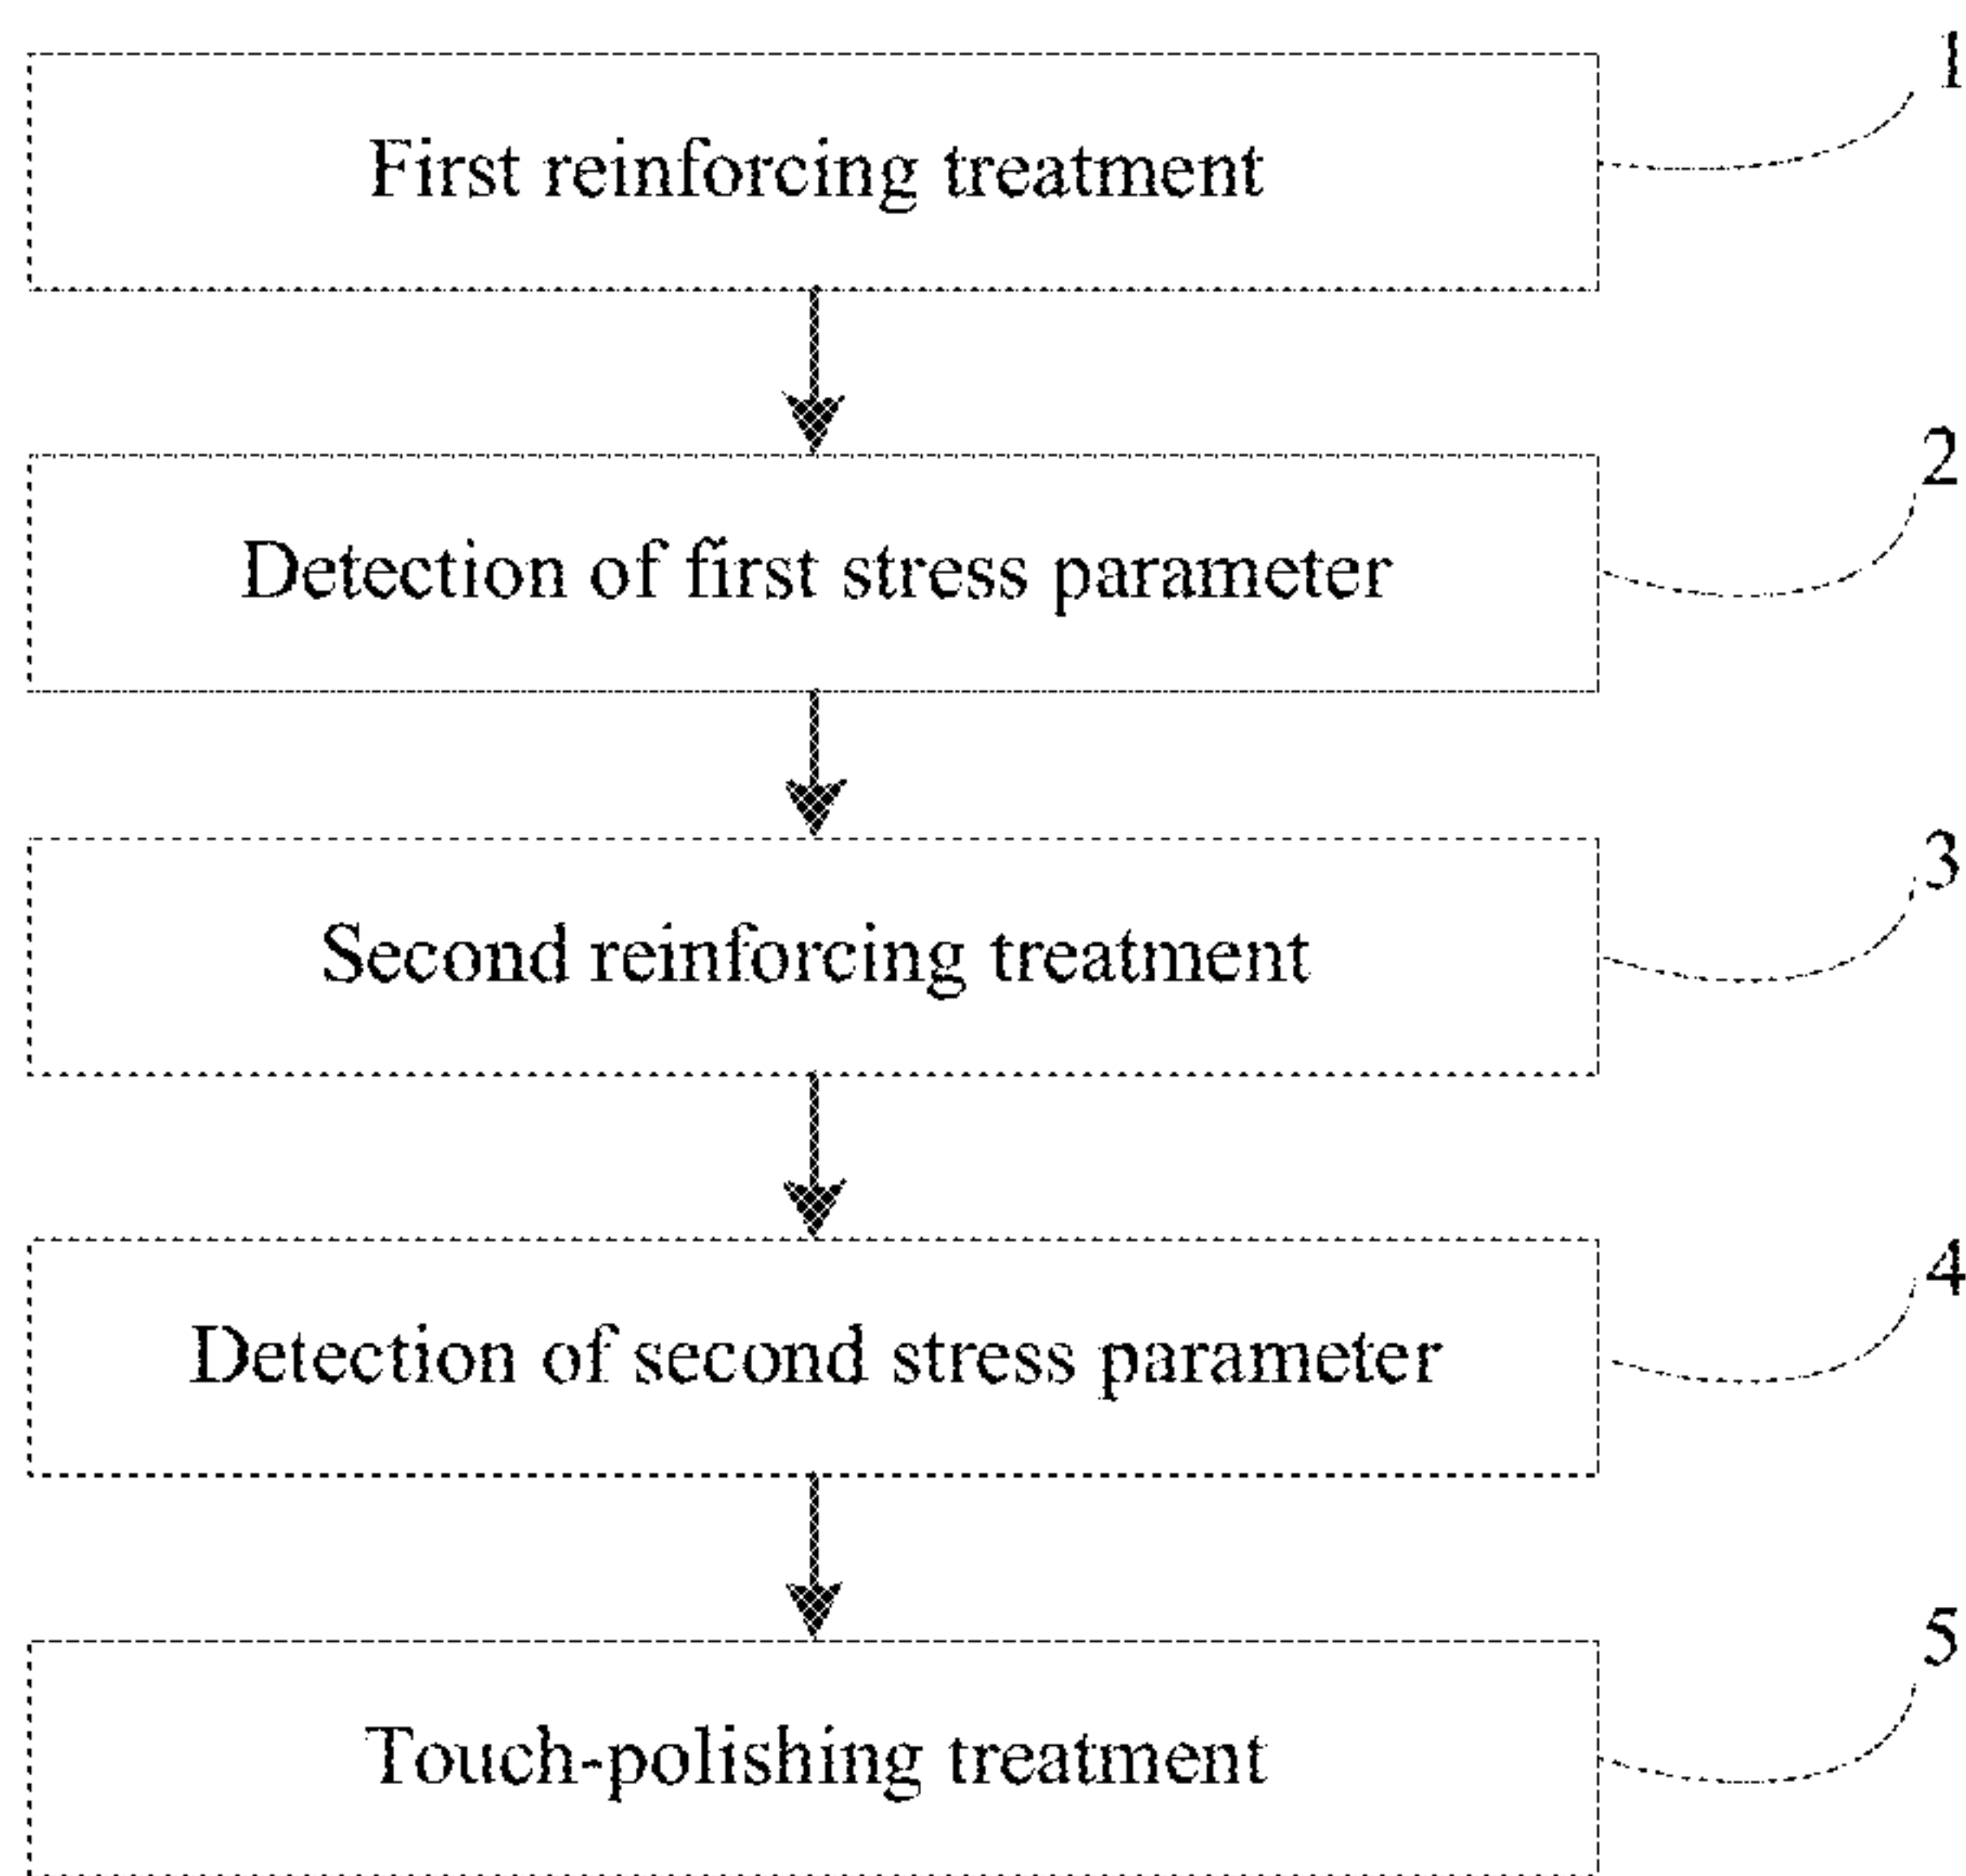 1
First reinforcing treatment
2
Detection of first stress parameter
3
Second reinforcing treatment
4
Detection of second stress parameter
5
Touch-polishing treatment